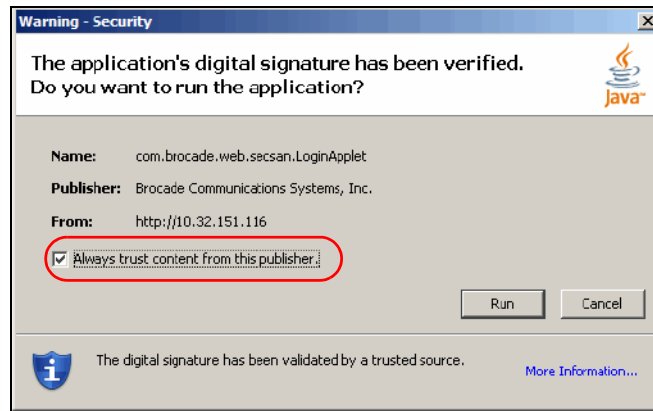 Warning - Security
The application's digital signature has been verified.
Do you want to run the application?
Java
Name: com.brocade.web.secsan.LoginApplet
Publisher: Brocade Communications Systems, Inc.
From: http://10.32.151.116
Always trust content from this publisher.
Run Cancel
The digital signature has been validated by a trusted source.
More Information...